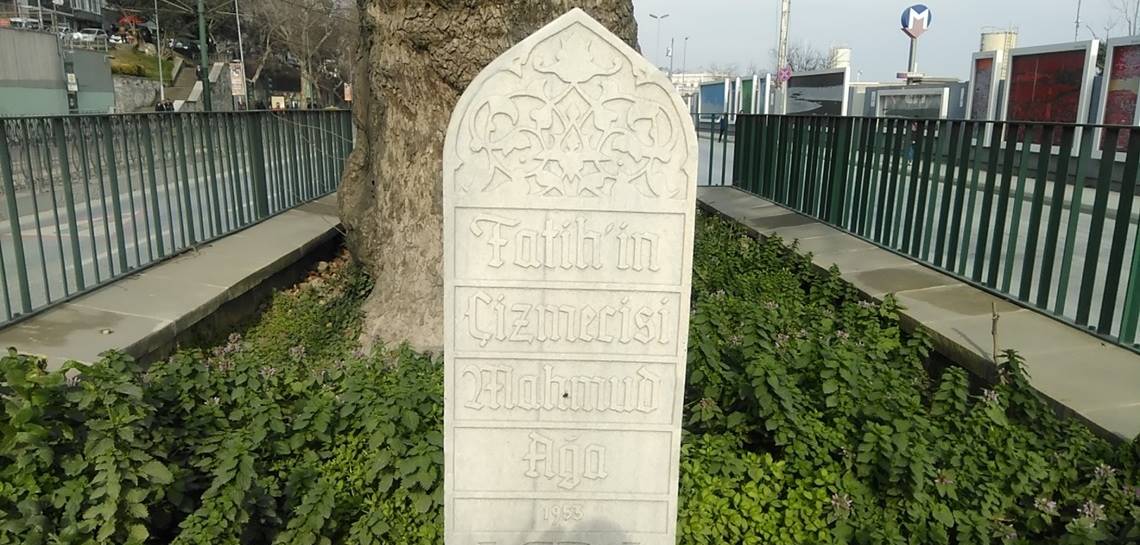 Fatih'in
Çizmecisi
Mahmud
Ağa
1953
M